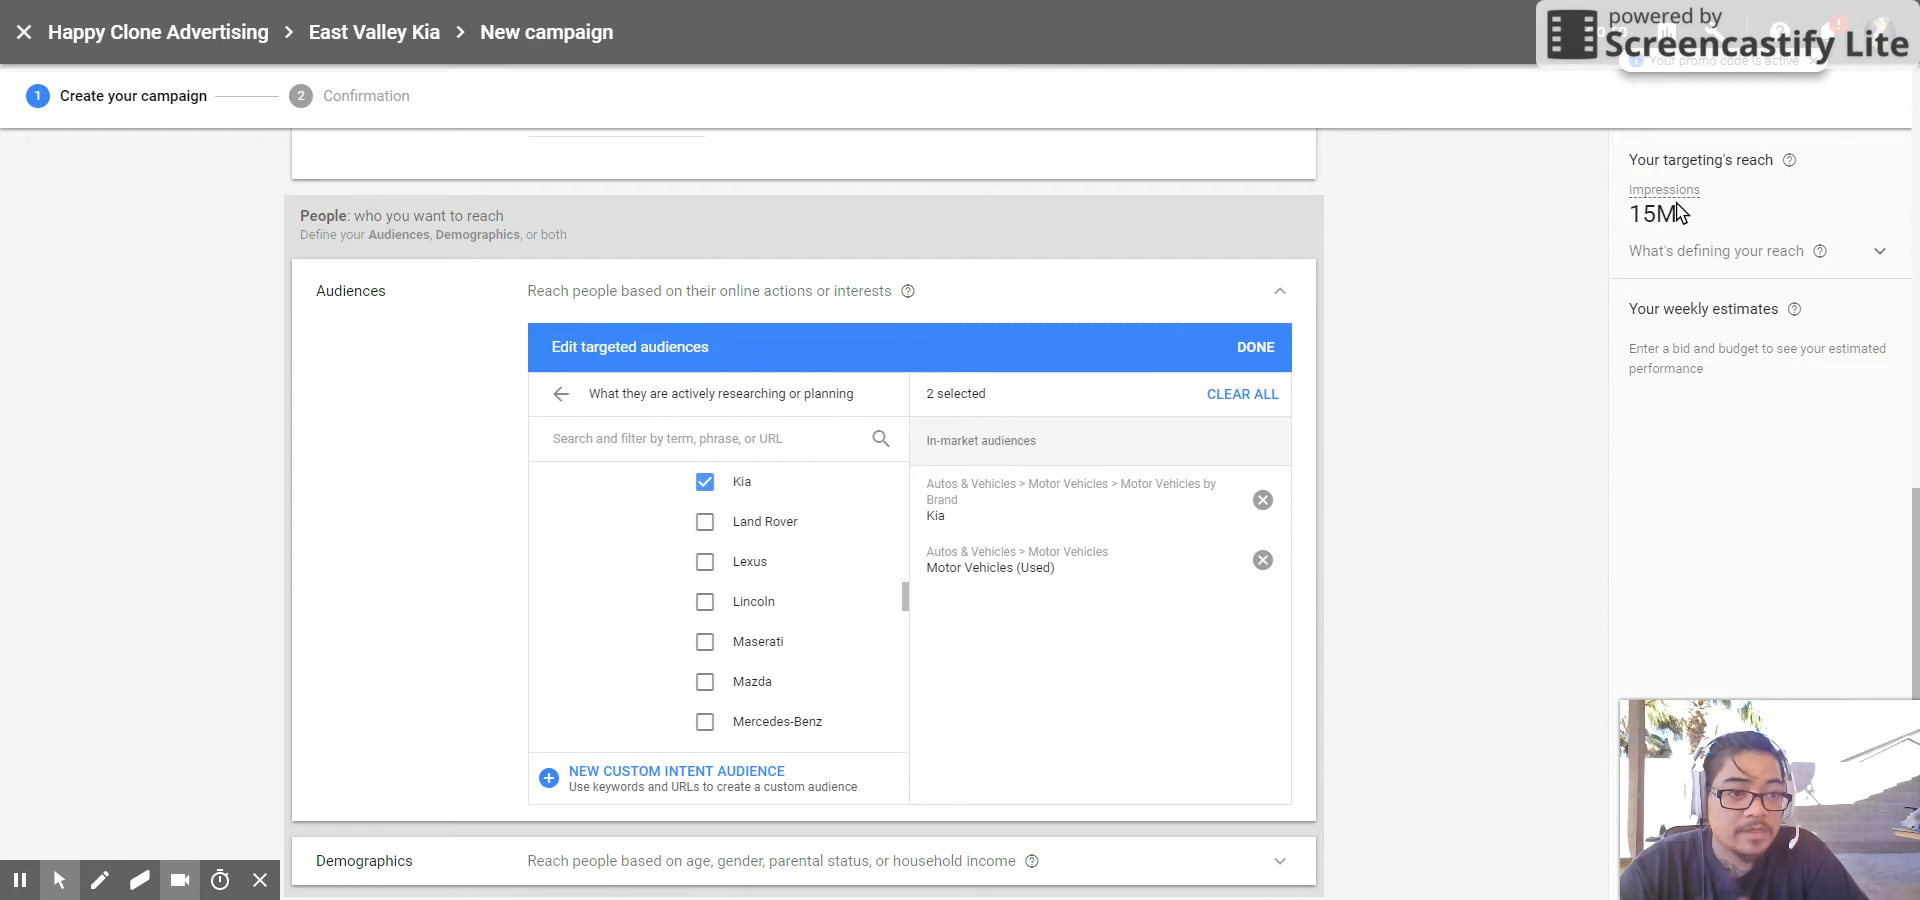 Happy Clone Advertising > East Valley Kia > New campaign
powered by
Screencastify Lite
Your promo code is active
1 Create your campaign
2 Confirmation
Your targeting's reach
Impressions
15M
What's defining your reach
Your weekly estimates
Enter a bid and budget to see your estimated
performance
People: who you want to reach
Define your Audiences, Demographics, or both
Audiences
Reach people based on their online actions or interests
Edit targeted audiences
DONE
What they are actively researching or planning
2 selected
CLEAR ALL
Search and filter by term, phrase, or URL
In-market audiences
Kia
Land Rover
Lexus
Lincoln
Maserati
Mazda
Mercedes-Benz
Autos & Vehicles > Motor Vehicles > Motor Vehicles by
Brand
Kia
Autos & Vehicles > Motor Vehicles
Motor Vehicles (Used)
NEW CUSTOM INTENT AUDIENCE
Use keywords and URLs to create a custom audience
Demographics
Reach people based on age, gender, parental status, or household income